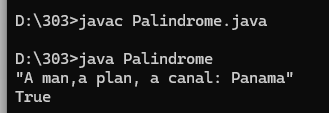 D:\303>javac Palindrome.java
D:\303>java Palindrome
"A man,a plan, a canal: Panama"
True